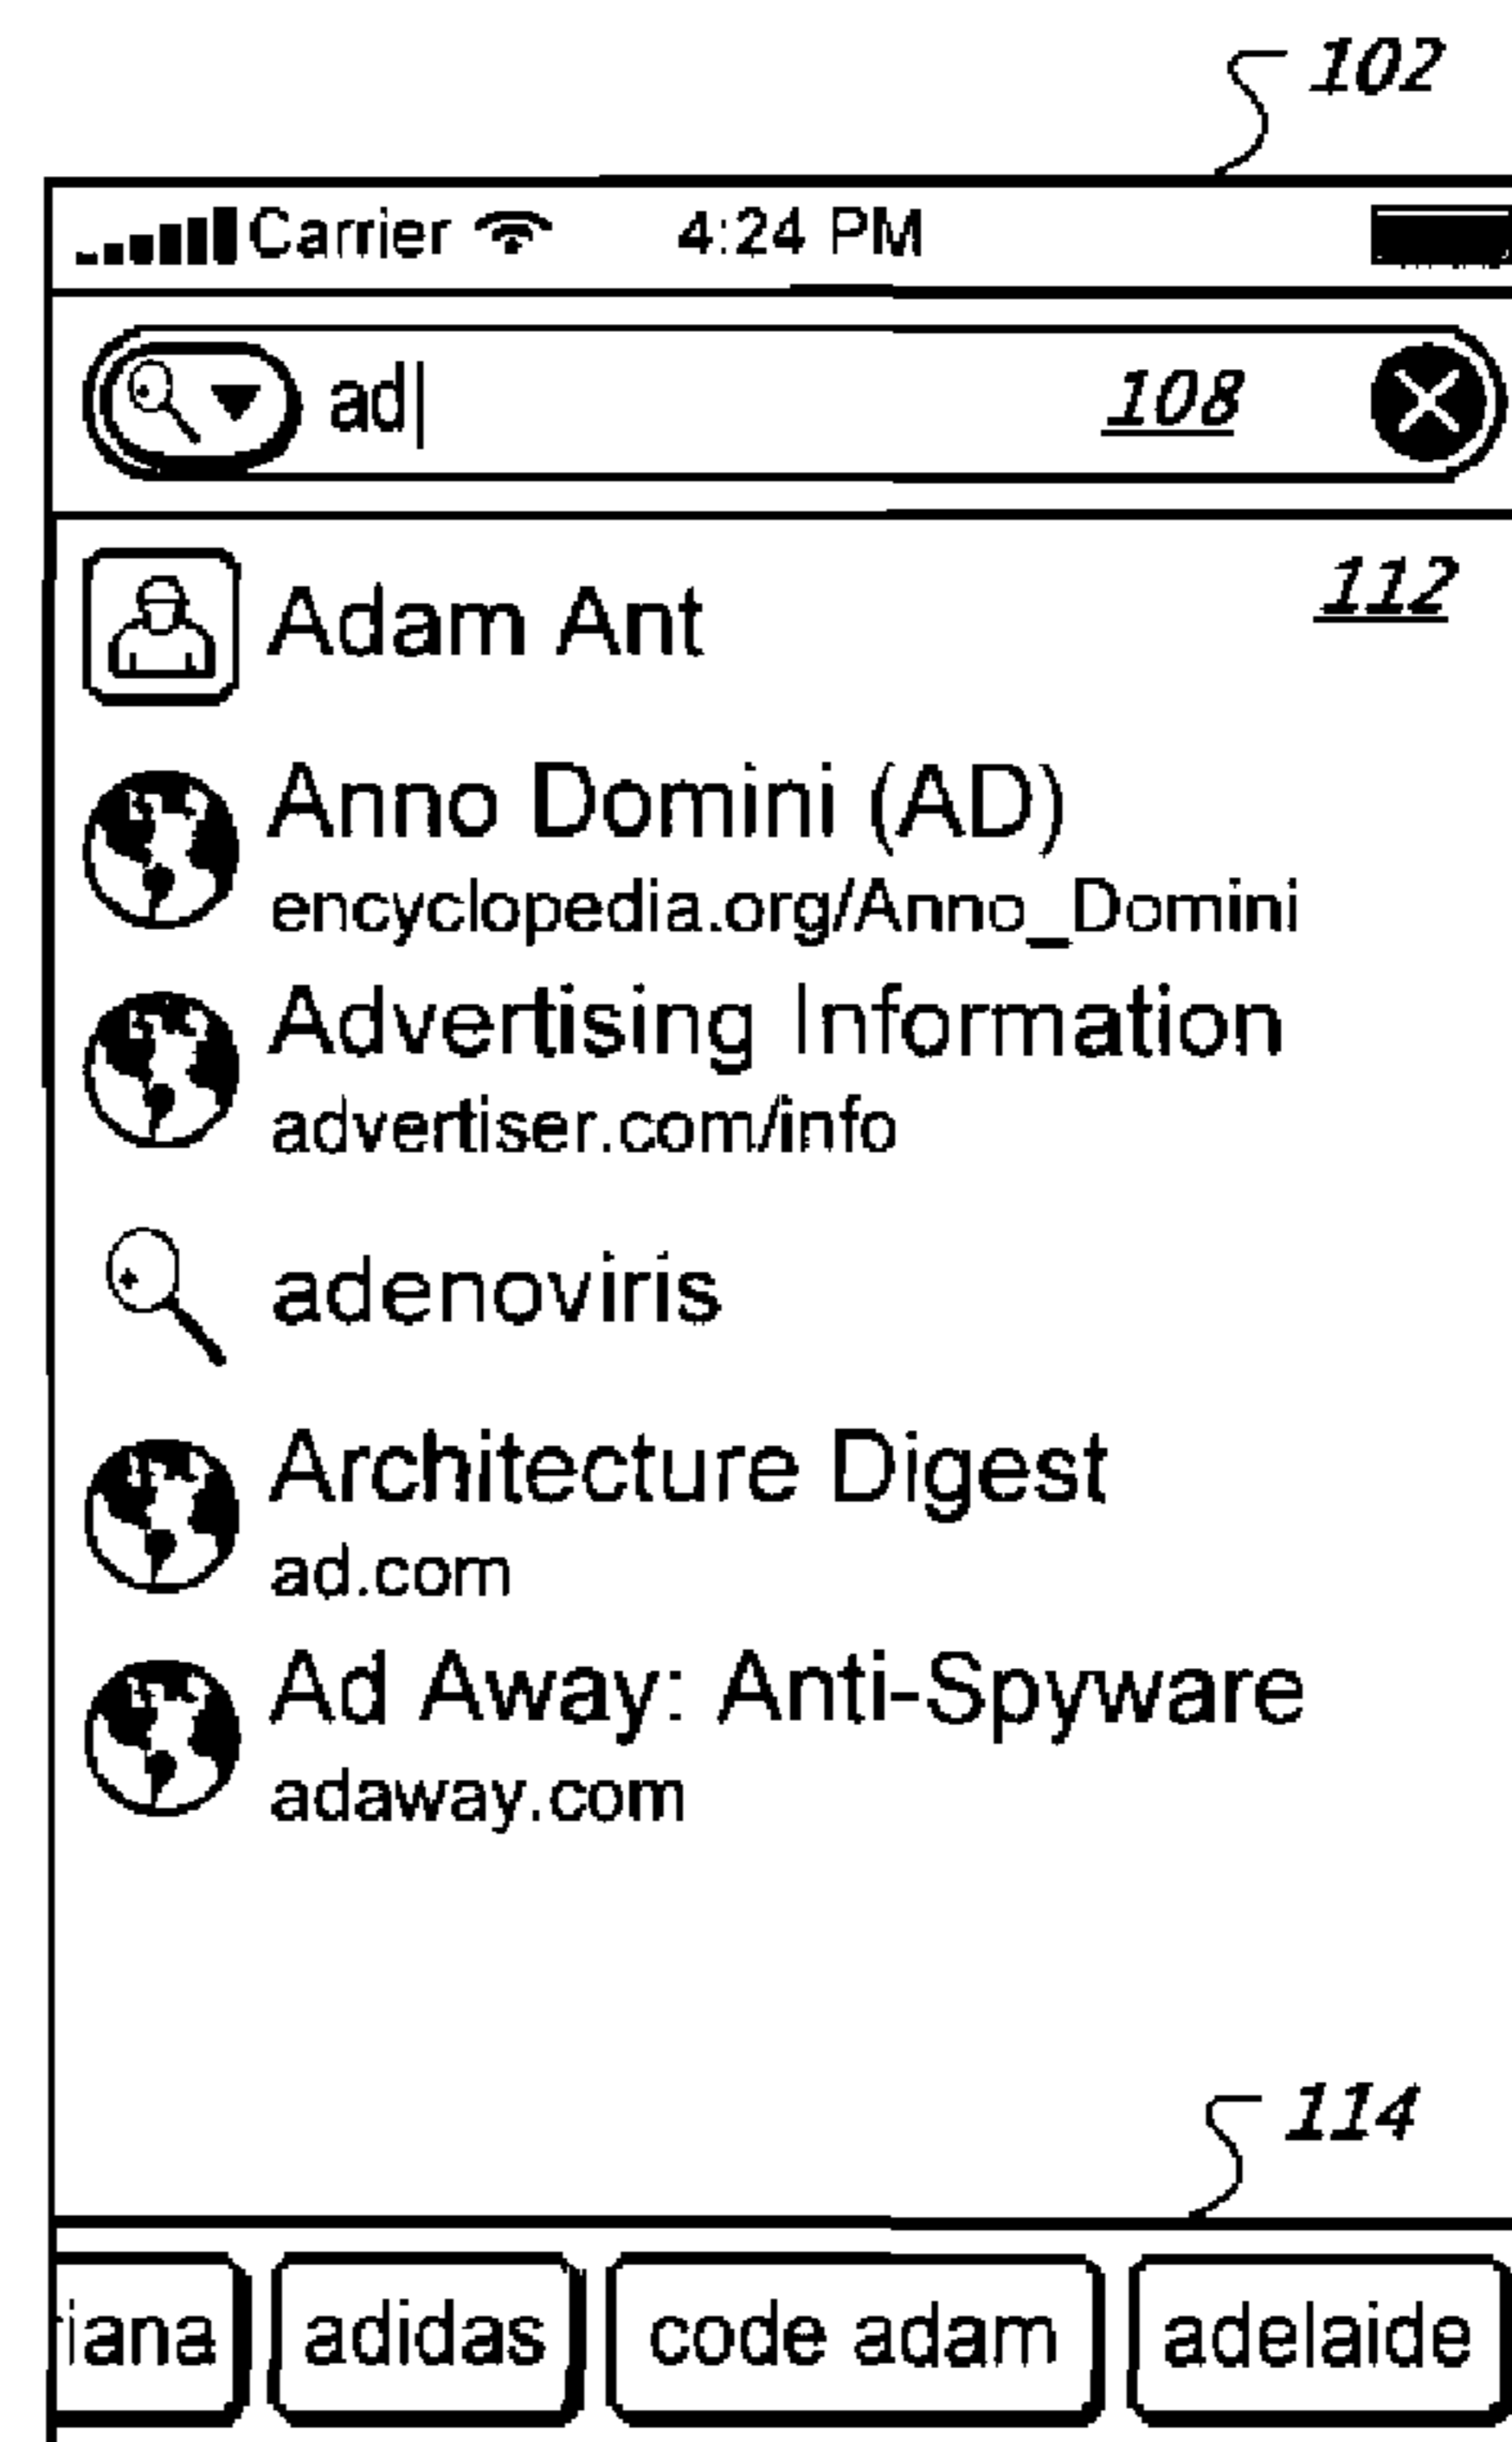 102
Carrier 4:24 PM
ad 108
112
Adam Ant
Anno Domini (AD)
encyclopedia.org/Anno_Domini
Advertising Information
advertiser.com/info
adenoviris
Architecture Digest
ad.com
Ad Away: Anti-Spyware
adaway.com
114
iana adidas code adam adelaide